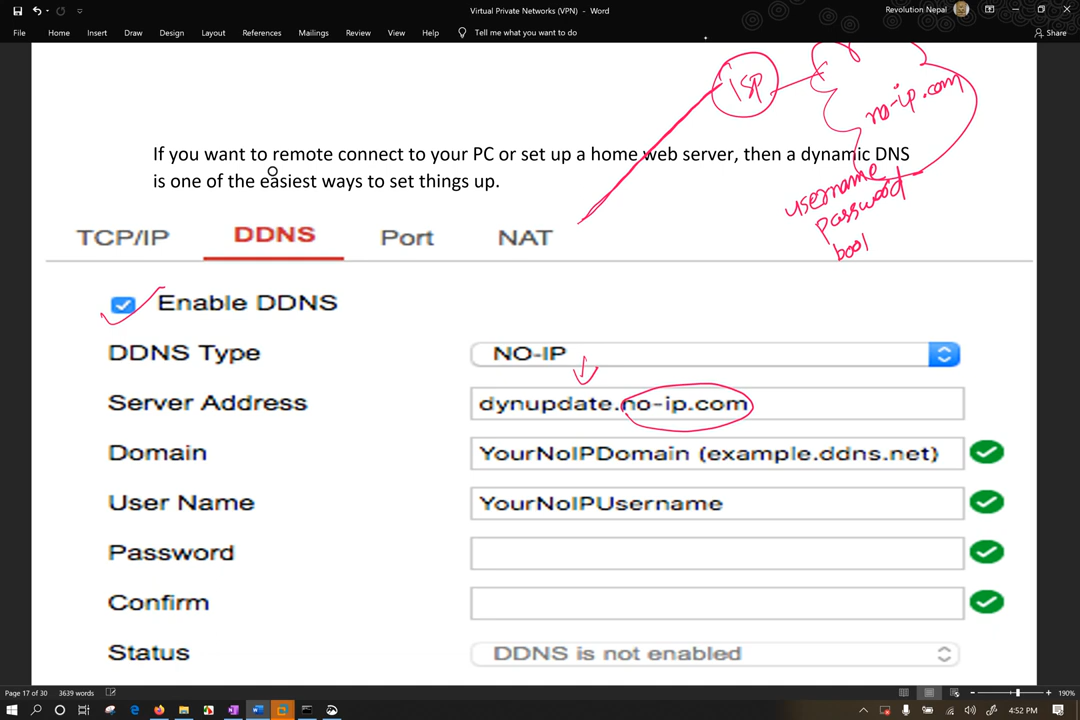 Virtual Private Networks (VPN) - Word
Revolution Nepal
File Home Insert Draw Design Layout References Mailings Review View Help Tell me what you want to do
Share
ISP
no-ip.com
If you want to remote connect to your PC or set up a home web server, then a dynamic DNS
is one of the easiest ways to set things up.
username
password
bool
TCP/IP DDNS Port NAT
Enable DDNS
DDNS Type NO-IP
Server Address dynupdate.no-ip.com
Domain YourNoIPDomain (example.ddns.net)
User Name YourNoIPUsername
Password
Confirm
Status DDNS is not enabled
Page 17 of 30 3639 words
190%
4:52 PM